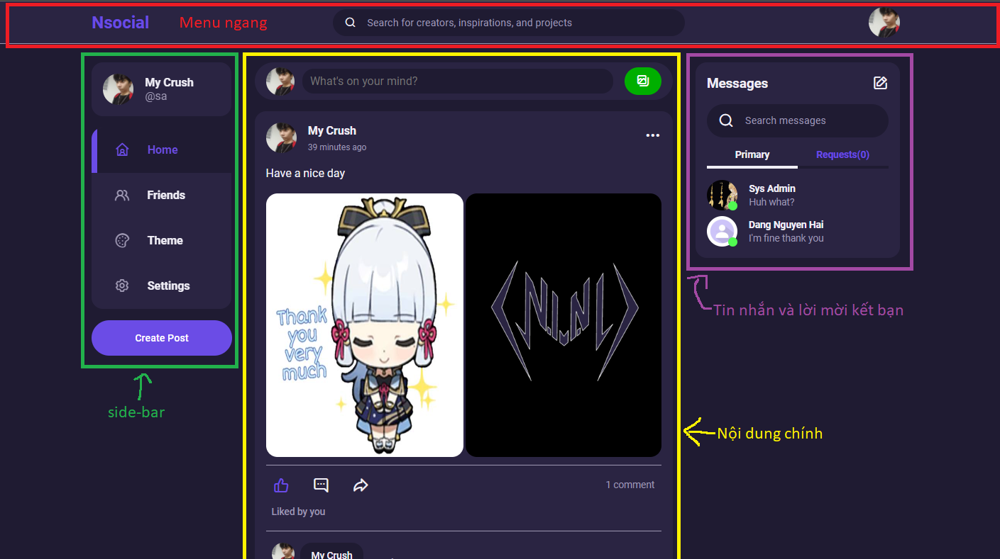 Nsocial
Menu ngang
Search for creators, inspirations, and projects
My Crush
@sa
Home
Friends
Theme
Settings
Create Post
side-bar
What's on your mind?
My Crush
39 minutes ago
Have a nice day
Thank
you
very
much
N.I.N.I
1 comment
Liked by you
My Crush
Nội dung chính
Messages
Search messages
Primary
Requests(0)
Sys Admin
Huh what?
Dang Nguyen Hai
I'm fine thank you
Tin nhắn và lời mời kết bạn